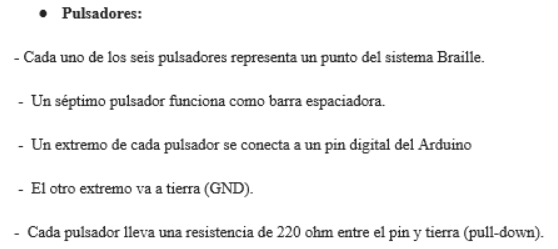 ● Pulsadores:
- Cada uno de los seis pulsadores representa un punto del sistema Braille.
- Un séptimo pulsador funciona como barra espaciadora.
- Un extremo de cada pulsador se conecta a un pin digital del Arduino
- El otro extremo va a tierra (GND).
- Cada pulsador lleva una resistencia de 220 ohm entre el pin y tierra (pull-down).